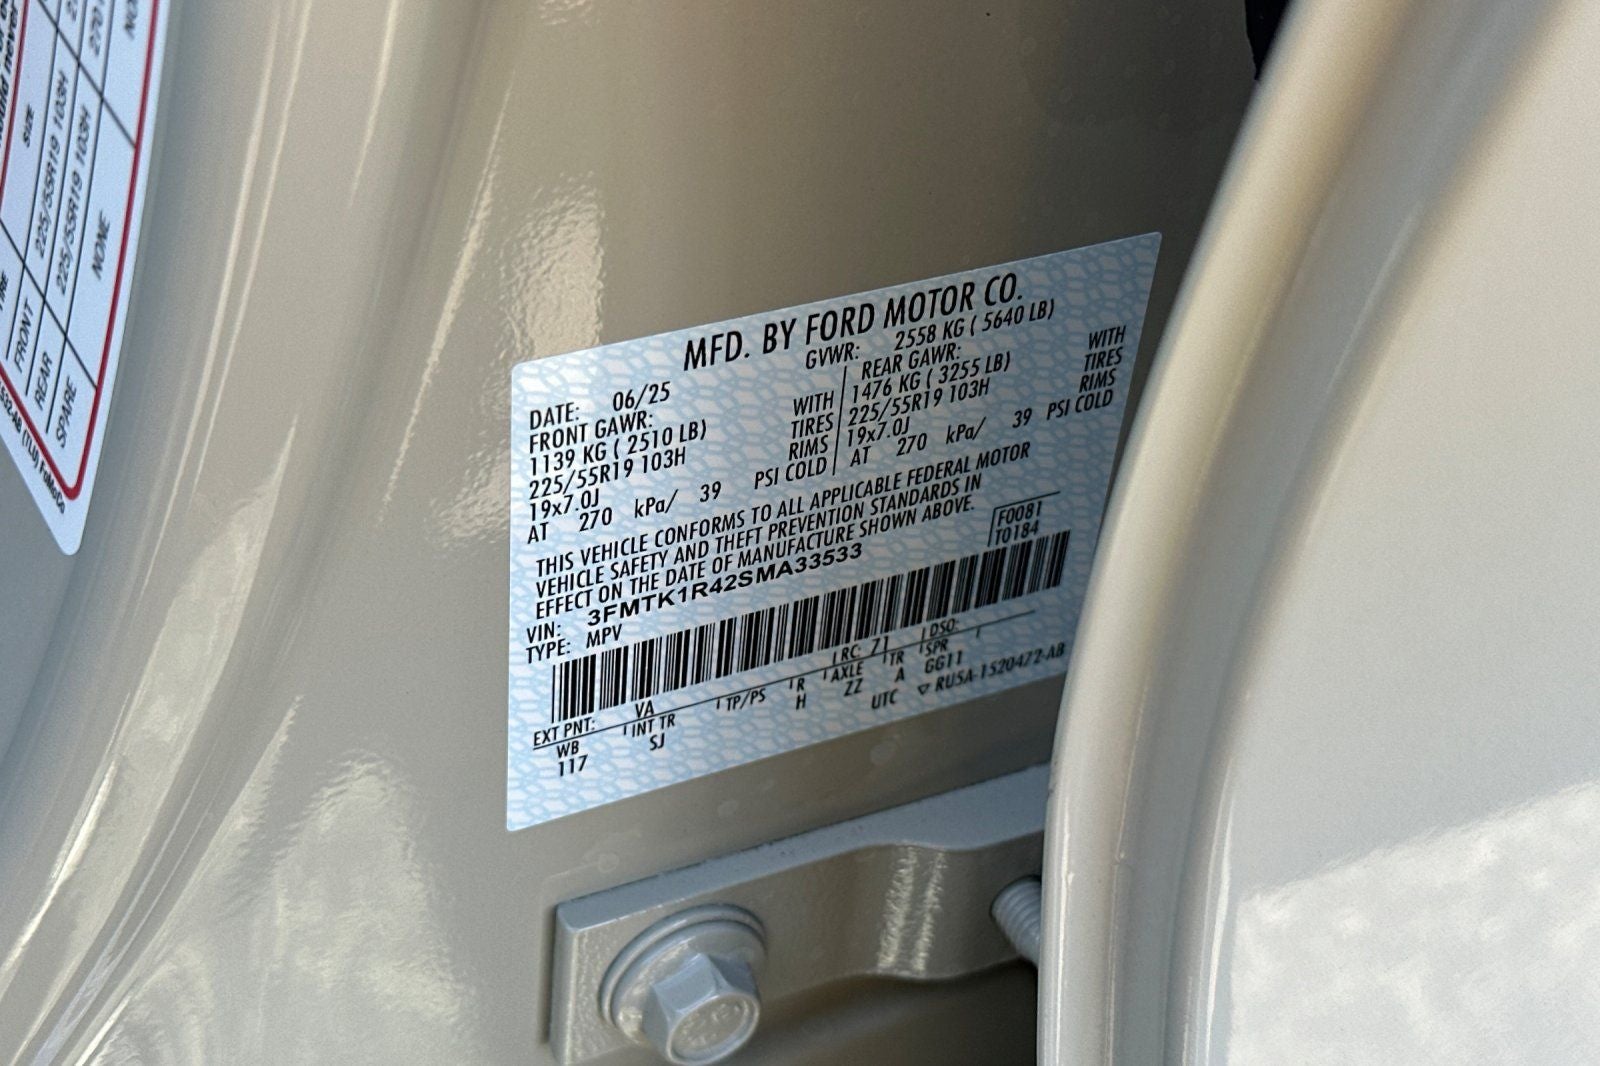 SIZE
TIRE
FRONT 225/55R19 103H
REAR 225/55R19 103H
SPARE NONE
1532-AB (TLU) FoMoCo
MFD. BY FORD MOTOR CO.
DATE: 06/25 GVWR: 2558 KG ( 5640 LB)
FRONT GAWR: REAR GAWR:
1139 KG ( 2510 LB) WITH 1476 KG ( 3255 LB) WITH
225/55R19 103H TIRES 225/55R19 103H TIRES
19x7.0J RIMS 19x7.0J RIMS
AT 270 kPa/ 39 PSI COLD AT 270 kPa/ 39 PSI COLD
THIS VEHICLE CONFORMS TO ALL APPLICABLE FEDERAL MOTOR
VEHICLE SAFETY AND THEFT PREVENTION STANDARDS IN
EFFECT ON THE DATE OF MANUFACTURE SHOWN ABOVE.
F0081
T0184
VIN: 3FMTK1R42SMA33533
TYPE: MPV
EXT PNT: VA RC: 71 DSO:
WB INT TR TP/PS R AXLE TR SPR
117 SJ H ZZ A GG11
UTC ▽ RU5A-1520472-AB